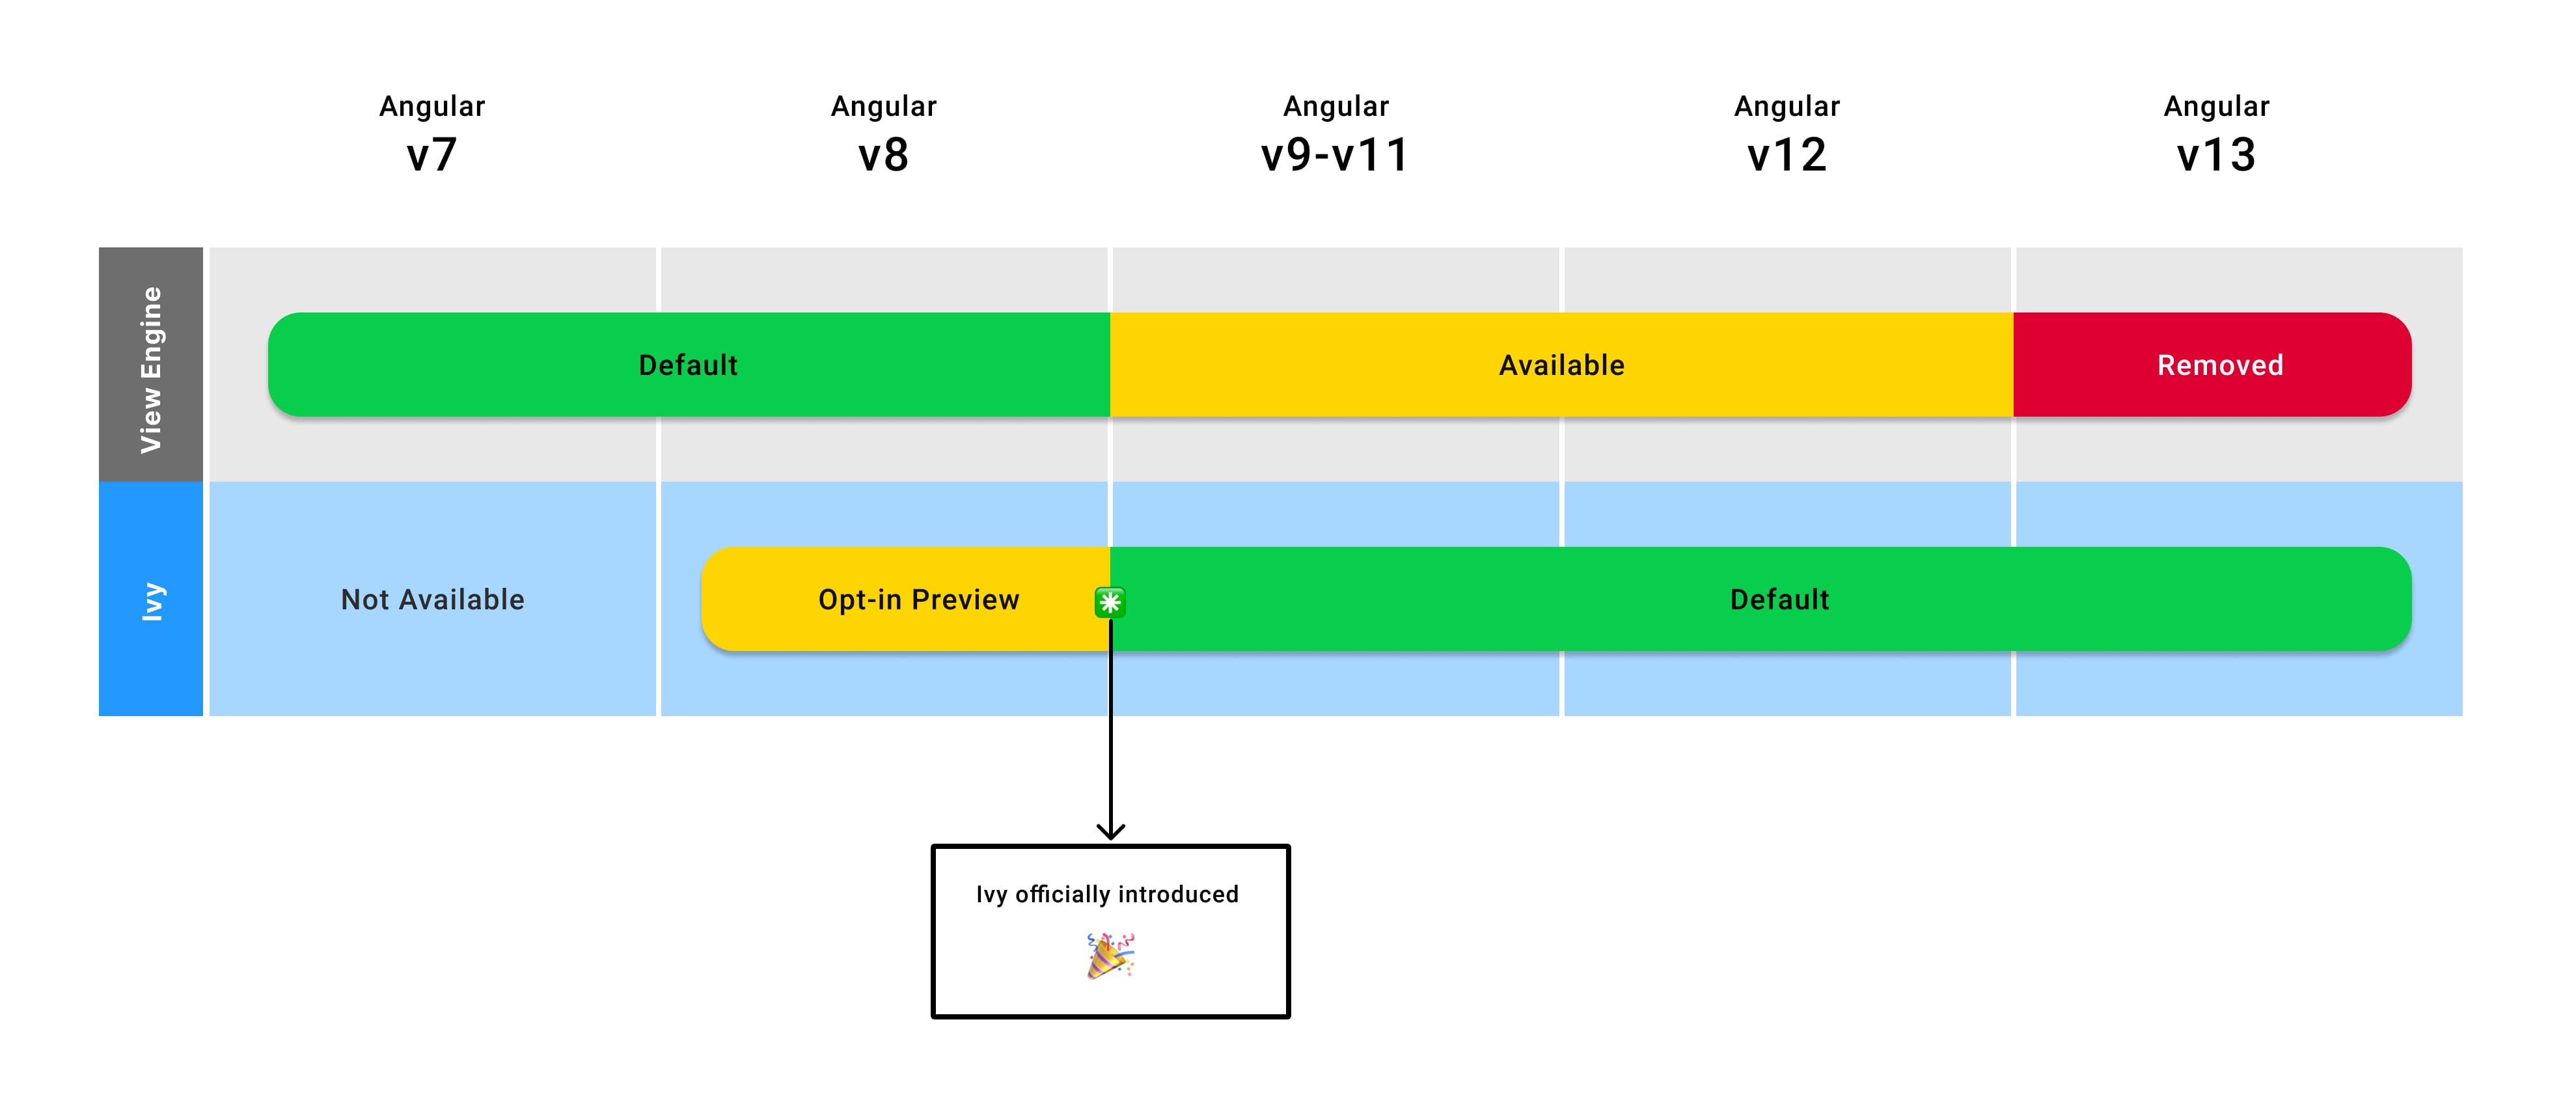 Angular
v7
Angular
v8
Angular
v9-v11
Angular
v12
Angular
v13
View Engine
Default
Available
Removed
Ivy
Not Available
Opt-in Preview
Default
Ivy officially introduced